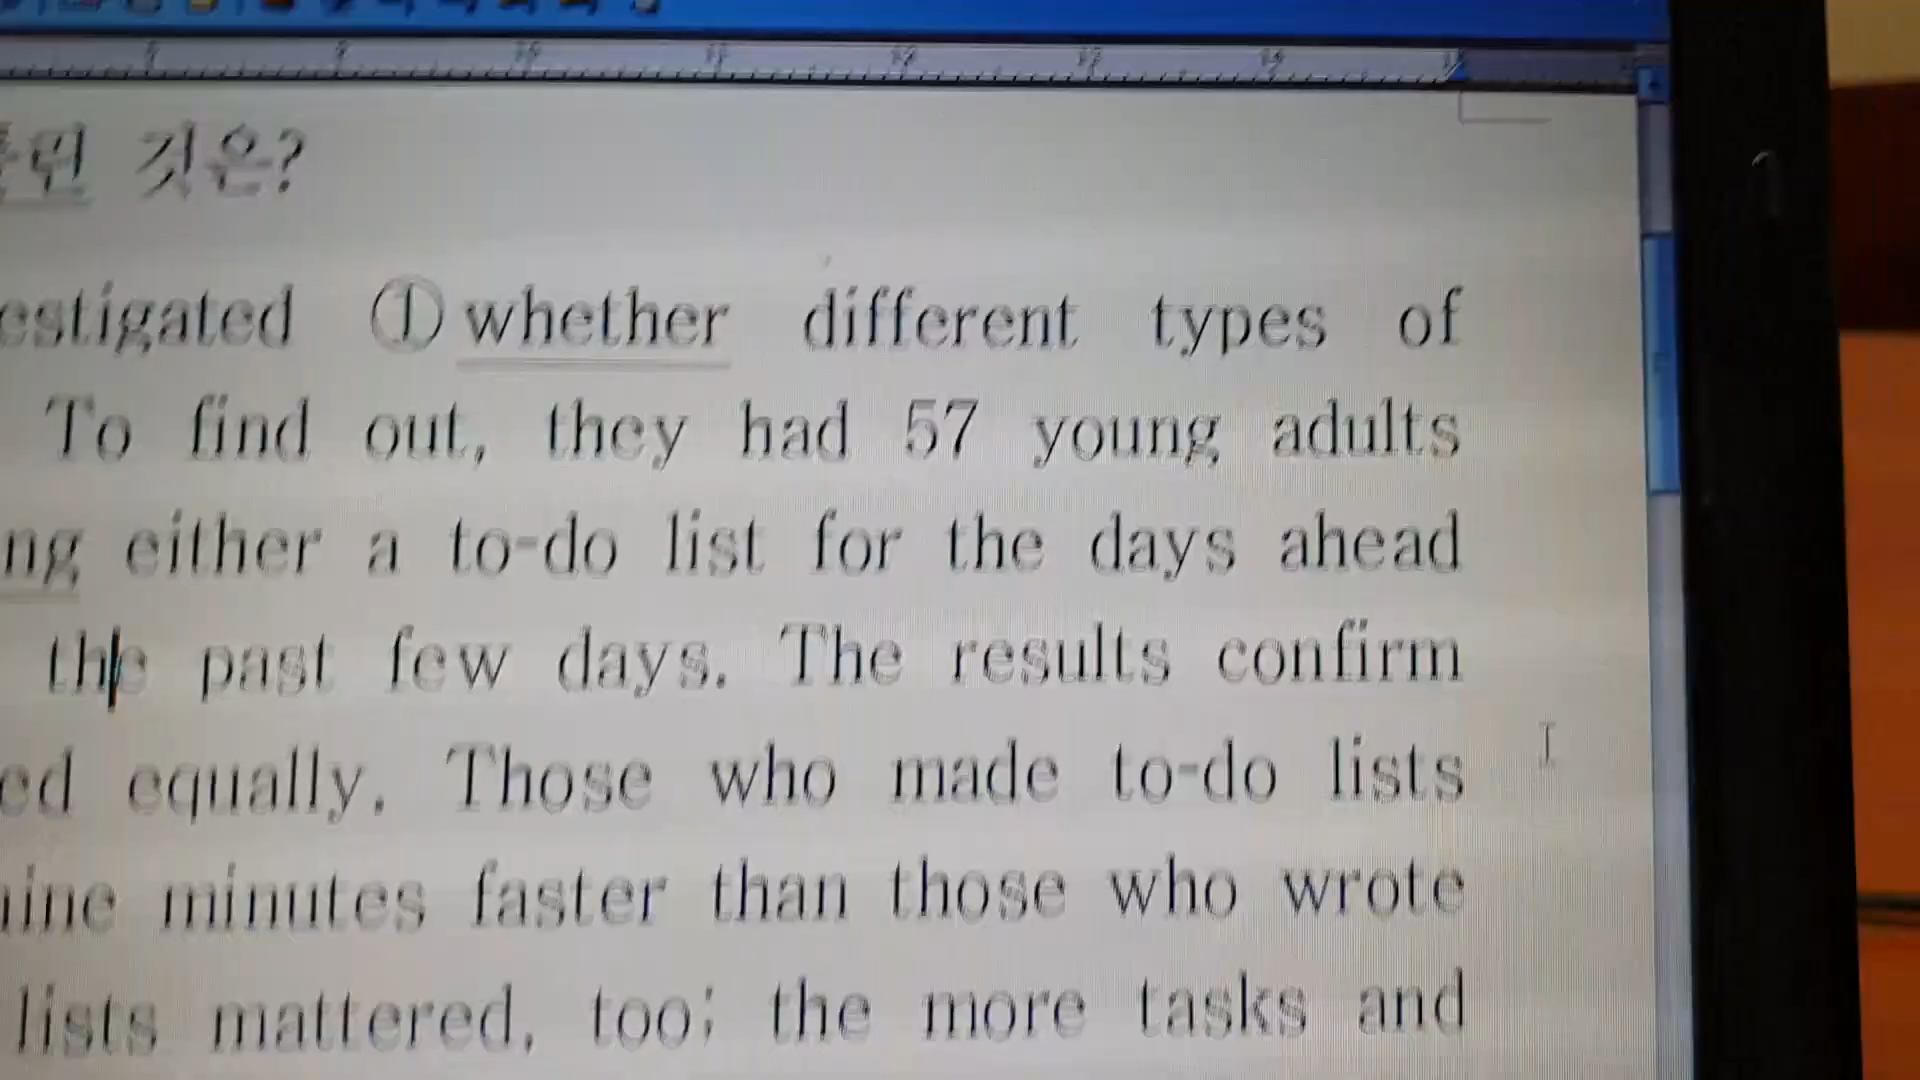 틀린 것은?
estigated ① whether different types of
To find out, they had 57 young adults
ng either a to-do list for the days ahead
the past few days. The results confirm
ed equally. Those who made to-do lists
nine minutes faster than those who wrote
lists mattered, too; the more tasks and